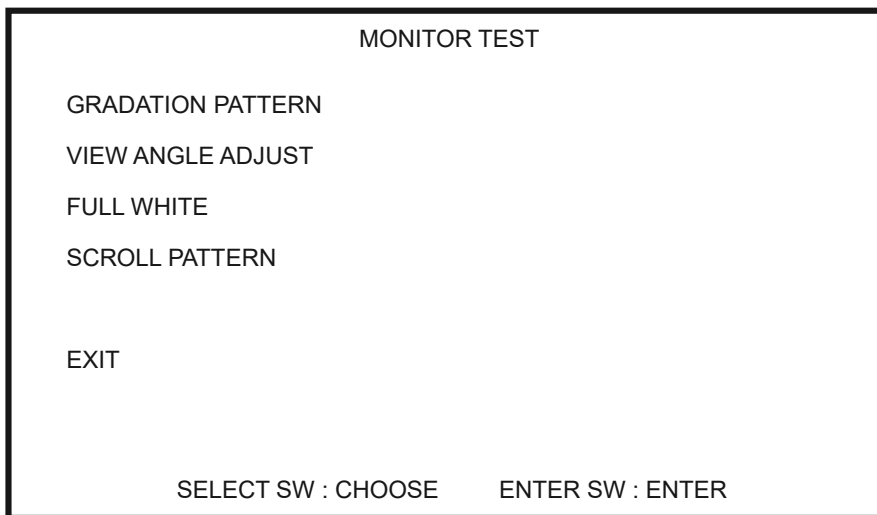 MONITOR TEST
GRADATION PATTERN
VIEW ANGLE ADJUST
FULL WHITE
SCROLL PATTERN
EXIT
SELECT SW : CHOOSE ENTER SW : ENTER